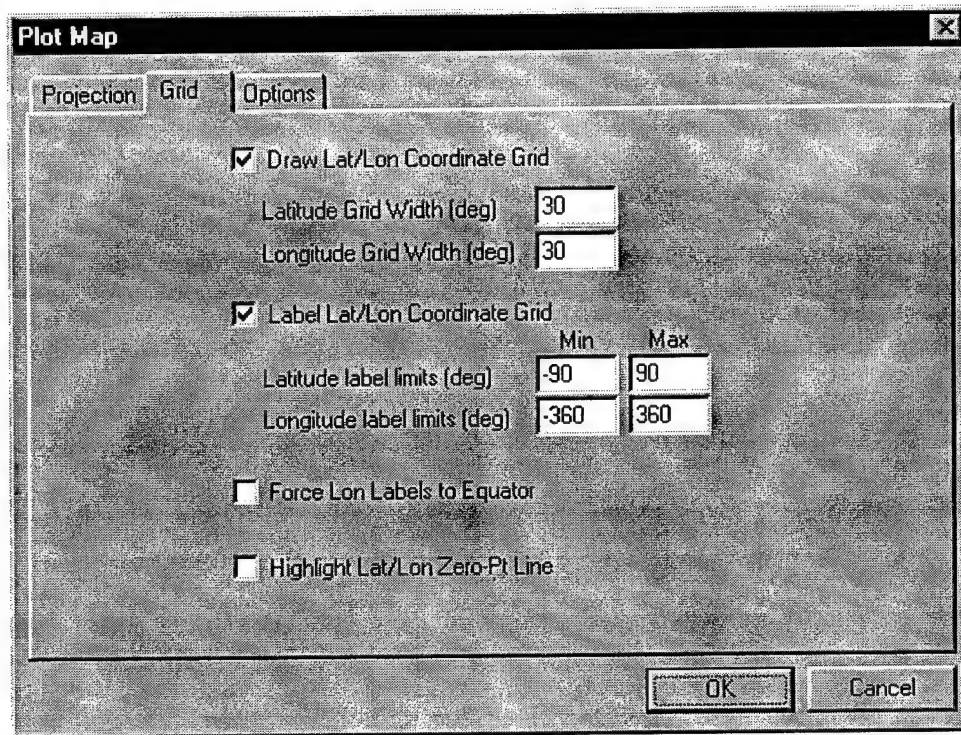 Plot Map
Projection Grid Options
Draw Lat/Lon Coordinate Grid
Latitude Grid Width (deg) 30
Longitude Grid Width (deg) 30
Label Lat/Lon Coordinate Grid
Min Max
Latitude label limits (deg) -90 90
Longitude label limits (deg) -360 360
Force Lon Labels to Equator
Highlight Lat/Lon Zero-Pt Line
OK Cancel